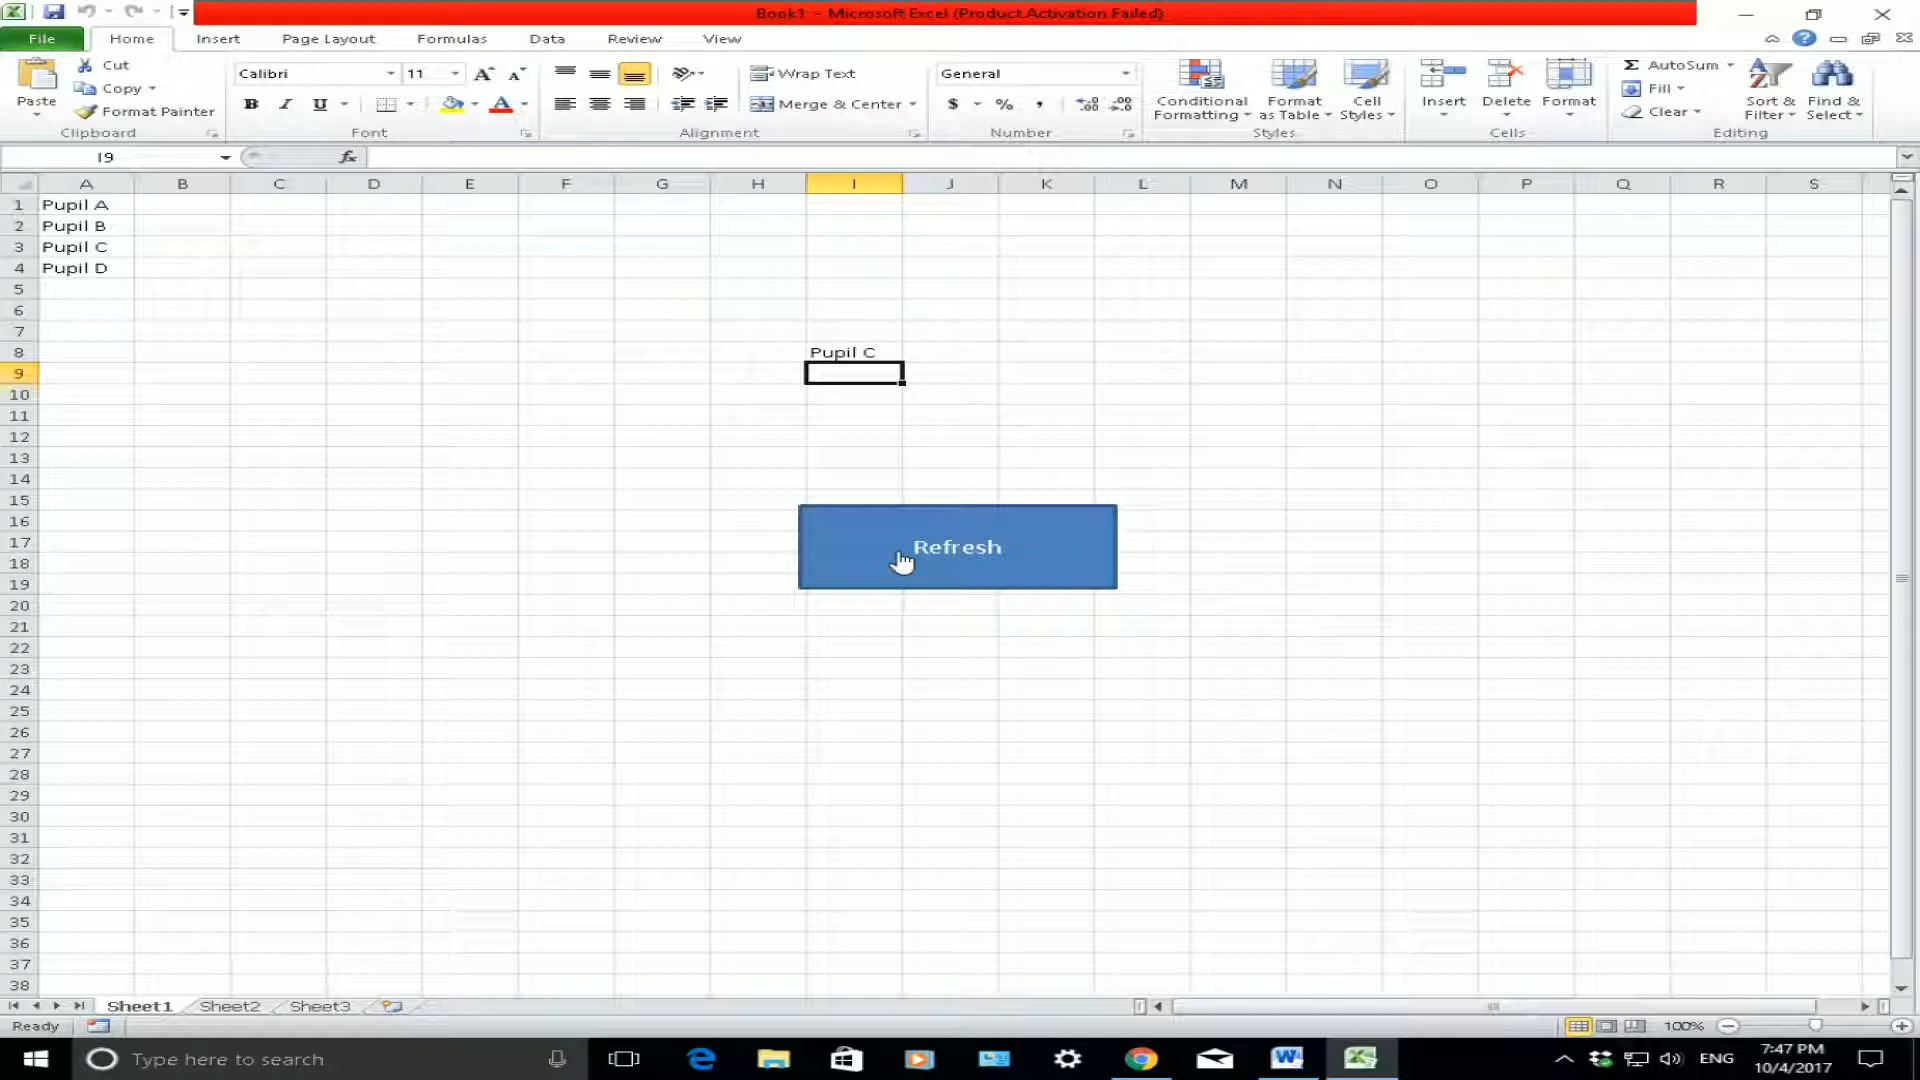 Book1 - Microsoft Excel (Product Activation Failed)
File Home Insert Page Layout Formulas Data Review View
Paste
Cut
Copy
Format Painter
Clipboard
Calibri 11
B I U A
Font
Wrap Text
Merge & Center
Alignment
General
$ % ,
Number
Conditional Formatting
Format as Table
Cell Styles
Styles
Insert Delete Format
Cells
Σ AutoSum
Fill
Clear
Sort & Filter
Find & Select
Editing
I9 fx
A B C D E F G H I J K L M N O P Q R S
1 Pupil A
2 Pupil B
3 Pupil C
4 Pupil D
5
6
7
8 Pupil C
9
10
11
12
13
14
15
16
17 Refresh
18
19
20
21
22
23
24
25
26
27
28
29
30
31
32
33
34
35
36
37
38
Sheet1 Sheet2 Sheet3
Ready 100%
Type here to search ENG 7:47 PM
10/4/2017